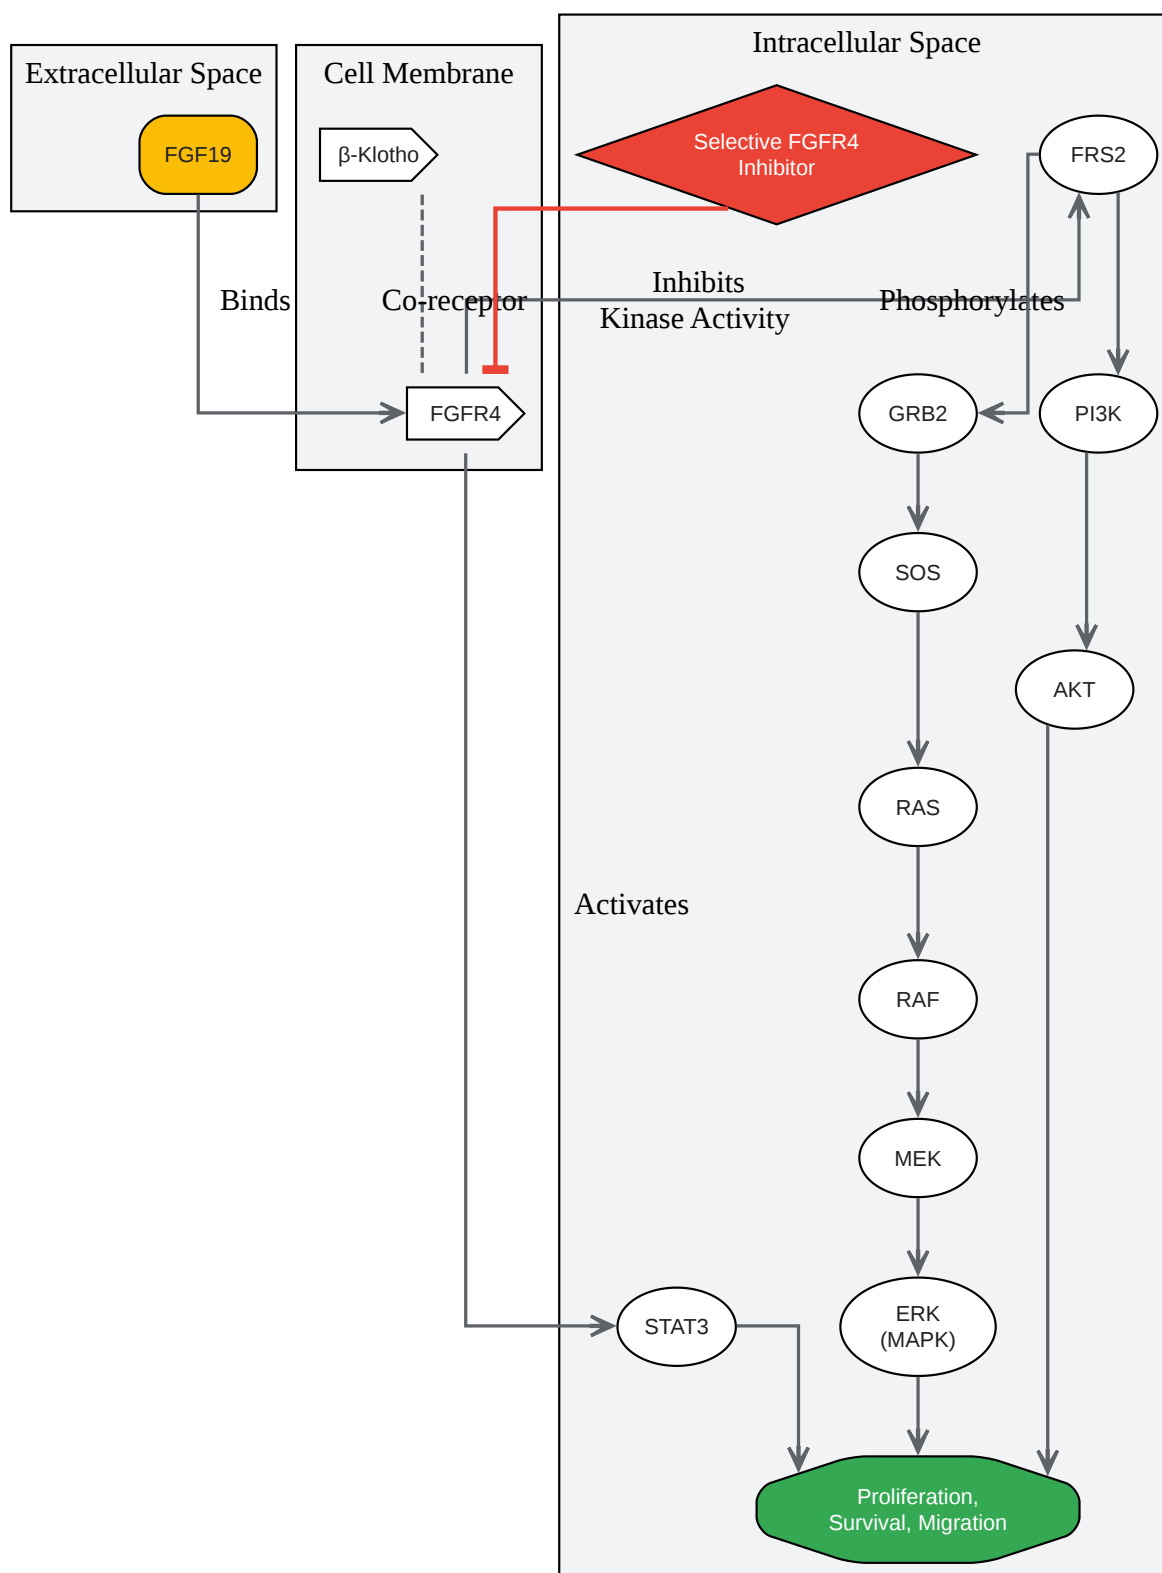 Intracellular Space
Extracellular Space
Cell Membrane
FGF19
β-Klotho
Selective FGFR4
Inhibitor
FRS2
Binds
Co-receptor
Inhibits
Kinase Activity
Phosphorylates
FGFR4
GRB2
PI3K
SOS
AKT
RAS
Activates
RAF
MEK
STAT3
ERK
(MAPK)
Proliferation,
Survival, Migration